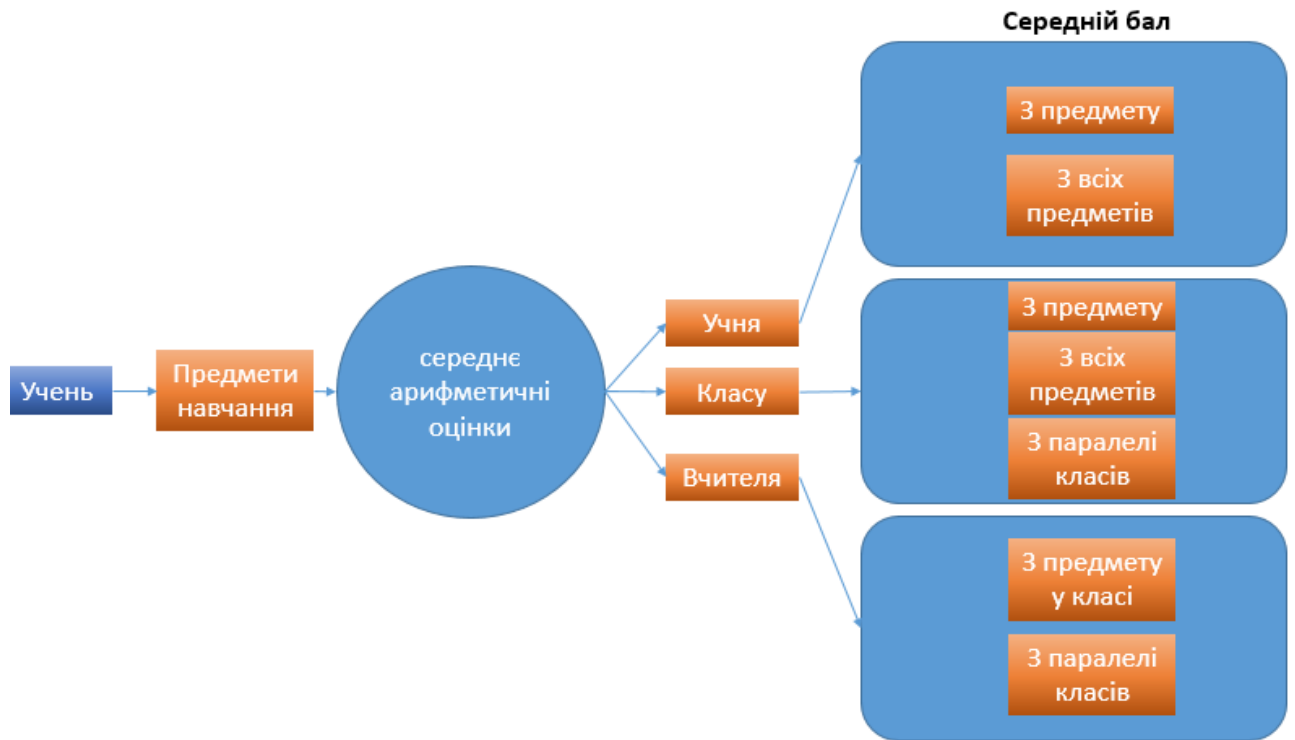 Середній бал
З предмету
З всіх
предметів
Учень
Предмети
навчання
середнє
арифметичні
оцінки
Учня
Класу
Вчителя
З предмету
З всіх
предметів
З паралелі
класів
З предмету
у класі
З паралелі
класів